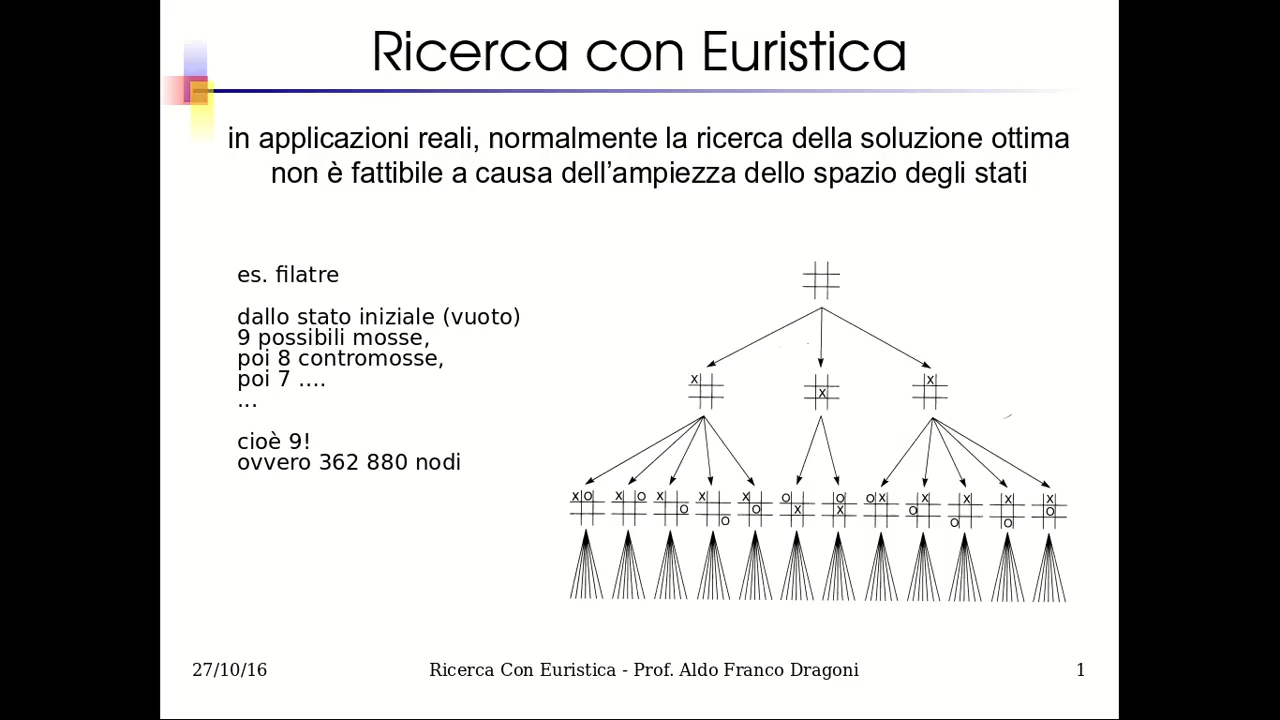 Ricerca con Euristica
in applicazioni reali, normalmente la ricerca della soluzione ottima
non è fattibile a causa dell’ampiezza dello spazio degli stati
es. filatre
dallo stato iniziale (vuoto)
9 possibili mosse,
poi 8 contromosse,
poi 7 ....
...
cioè 9!
ovvero 362 880 nodi
x x x
x o x o x x x o o o x x x x x
o o x x o o
o o o
27/10/16 Ricerca Con Euristica - Prof. Aldo Franco Dragoni 1